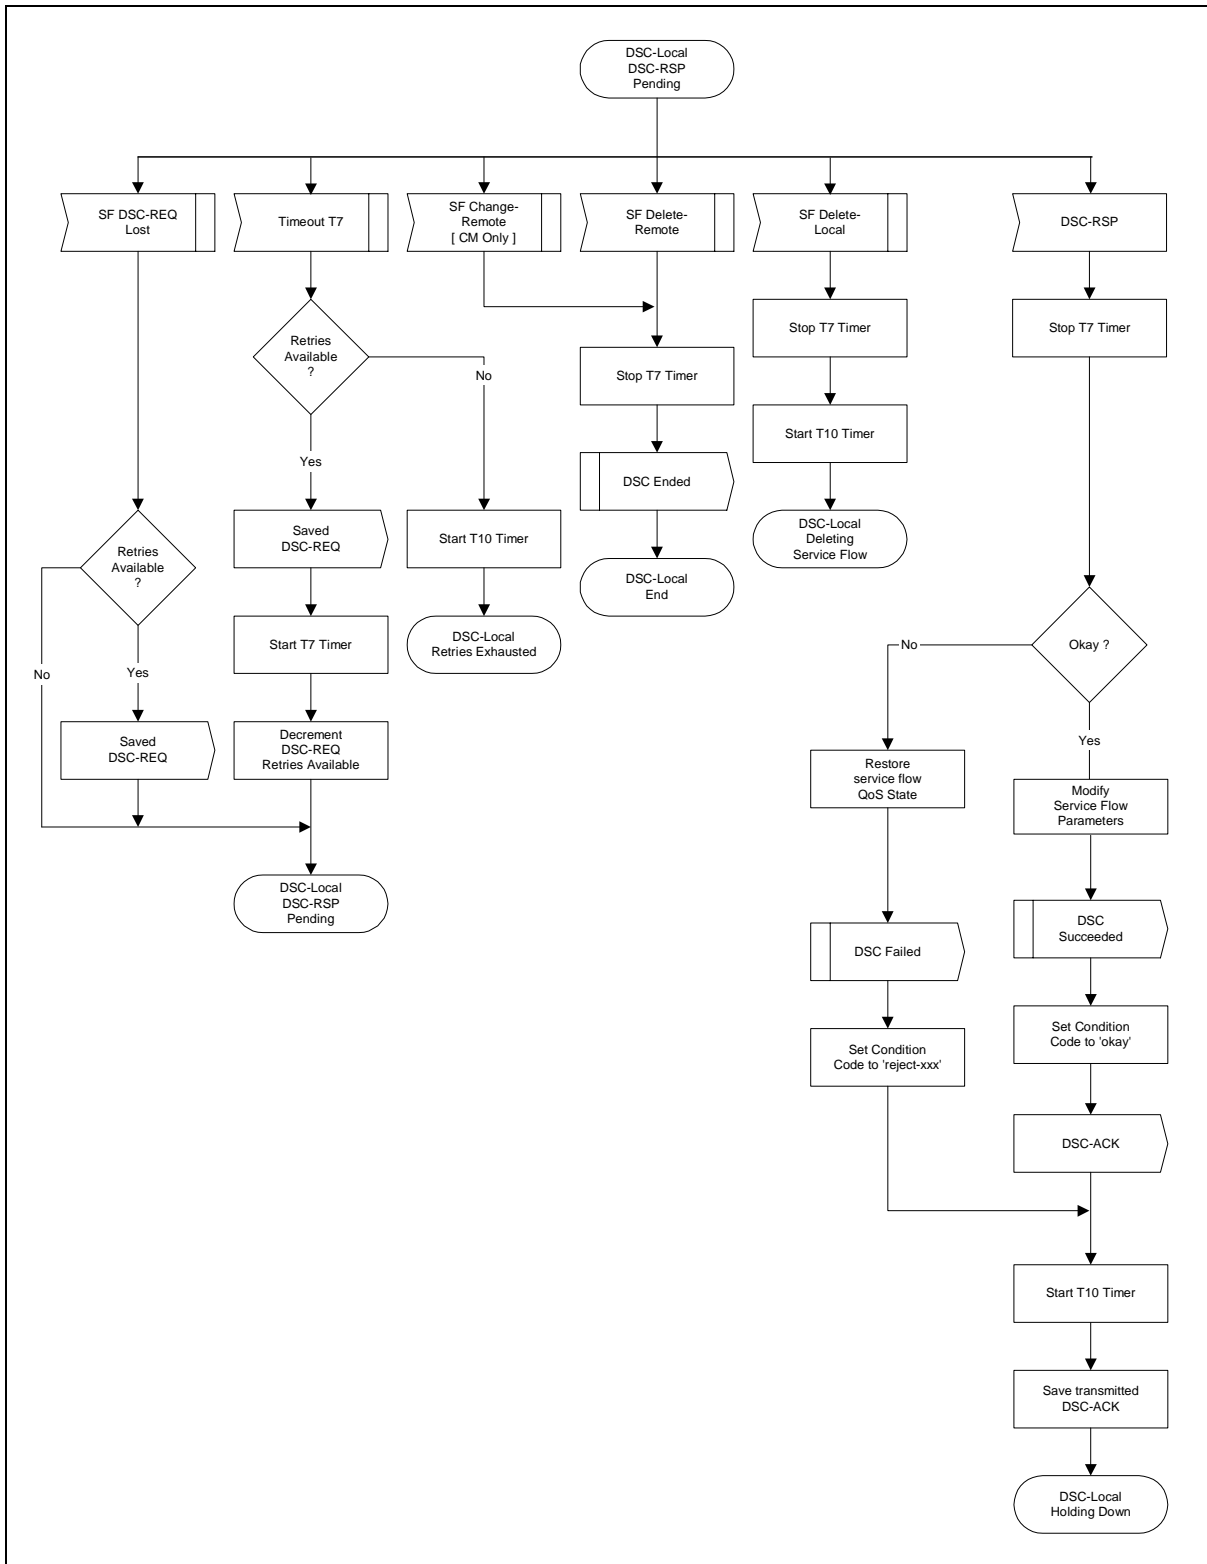 DSC-Local
DSC-RSP
Pending
SF DSC-REQ
Lost
Timeout T7
SF Change-
Remote
[ CM Only ]
SF Delete-
Remote
SF Delete-
Local
DSC-RSP
Retries
Available
?
No
Yes
Stop T7 Timer
Stop T7 Timer
Stop T7 Timer
Start T10 Timer
DSC Ended
DSC-Local
Deleting
Service Flow
DSC-Local
End
Saved
DSC-REQ
Start T10 Timer
Retries
Available
?
No
Yes
Start T7 Timer
DSC-Local
Retries Exhausted
Okay ?
No
Yes
Saved
DSC-REQ
Decrement
DSC-REQ
Retries Available
Restore
service flow
QoS State
Modify
Service Flow
Parameters
DSC-Local
DSC-RSP
Pending
DSC Failed
DSC
Succeeded
Set Condition
Code to 'reject-xxx'
Set Condition
Code to 'okay'
DSC-ACK
Start T10 Timer
Save transmitted
DSC-ACK
DSC-Local
Holding Down